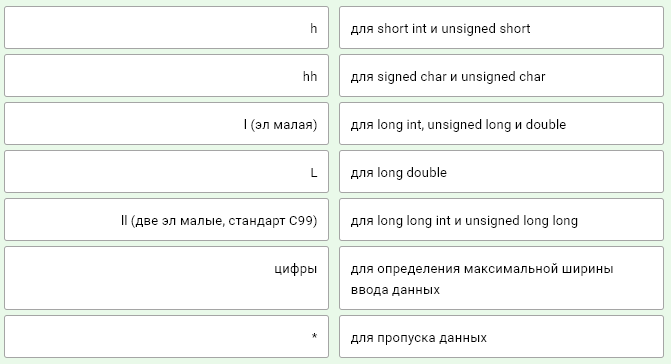 h для short int и unsigned short
hh для signed char и unsigned char
l (эл малая) для long int, unsigned long и double
L для long double
ll (две эл малые, стандарт C99) для long long int и unsigned long long
цифры для определения максимальной ширины
ввода данных
* для пропуска данных